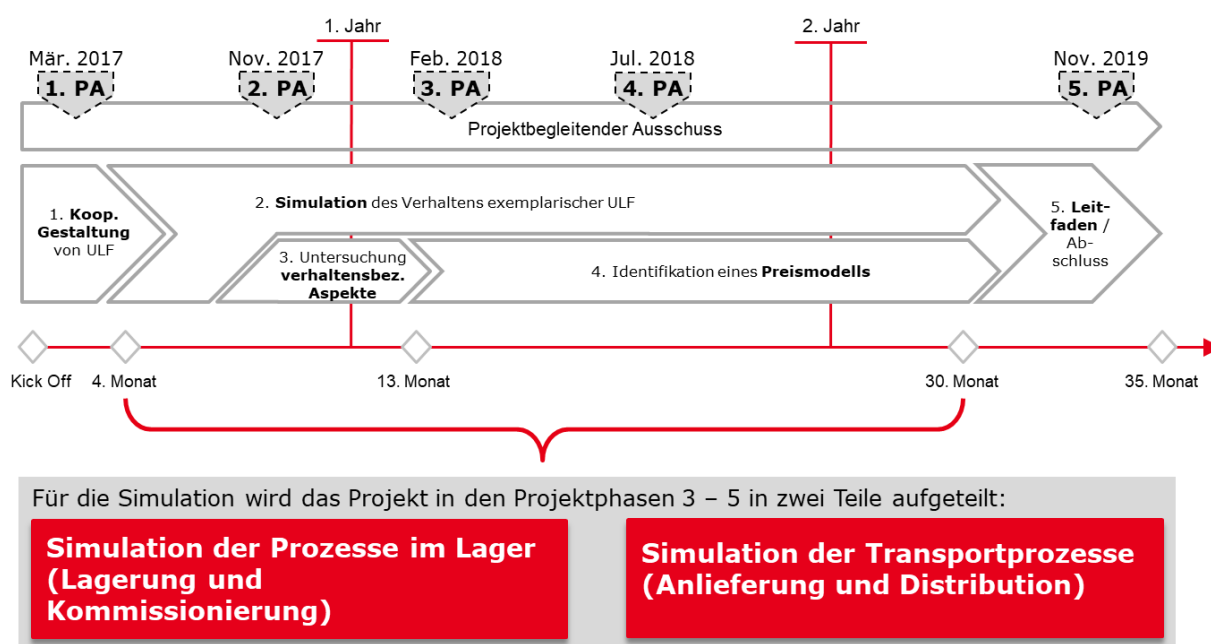 1. Jahr
2. Jahr
Mär. 2017
Nov. 2017
Feb. 2018
Jul. 2018
Nov. 2019
1. PA
2. PA
3. PA
4. PA
5. PA
Projektbegleitender Ausschuss
1. Koop.
Gestaltung
von ULF
2. Simulation des Verhaltens exemplarischer ULF
3. Untersuchung
verhaltensbez.
Aspekte
4. Identifikation eines Preismodells
5. Leit-
faden /
Ab-
schluss
Kick Off
4. Monat
13. Monat
30. Monat
35. Monat
Für die Simulation wird das Projekt in den Projektphasen 3 – 5 in zwei Teile aufgeteilt:
Simulation der Prozesse im Lager
(Lagerung und
Kommissionierung)
Simulation der Transportprozesse
(Anlieferung und Distribution)